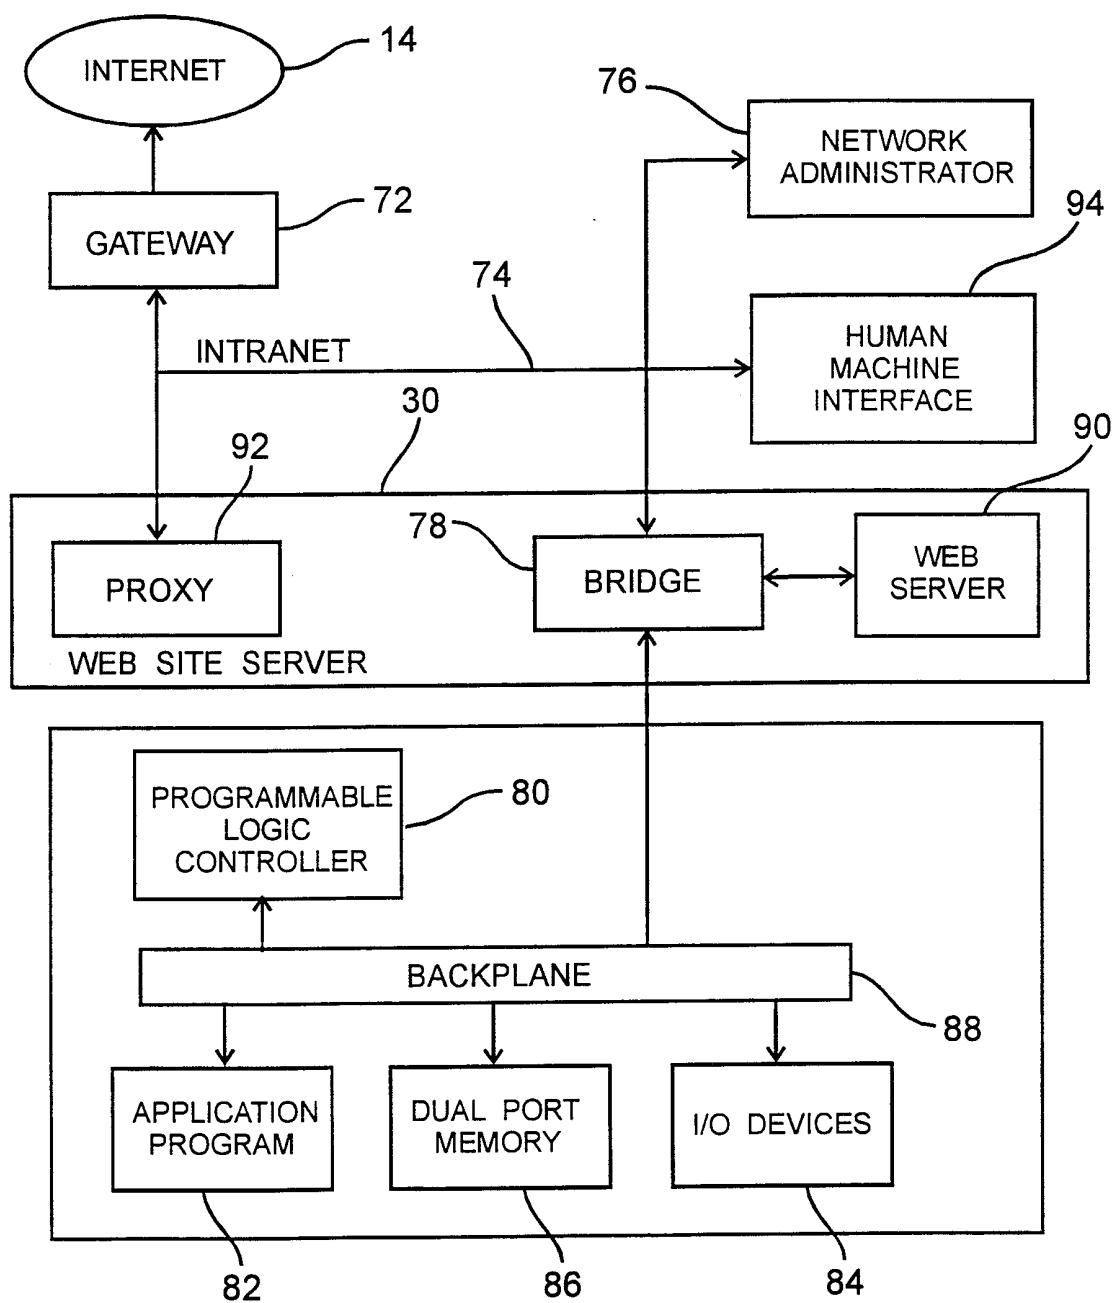 14
INTERNET
76
NETWORK
ADMINISTRATOR
72
GATEWAY
94
74
INTRANET
HUMAN
MACHINE
INTERFACE
30
92
90
78
PROXY
BRIDGE
WEB
SERVER
WEB SITE SERVER
PROGRAMMABLE
LOGIC
CONTROLLER
80
BACKPLANE
88
APPLICATION
PROGRAM
DUAL PORT
MEMORY
I/O DEVICES
82
86
84